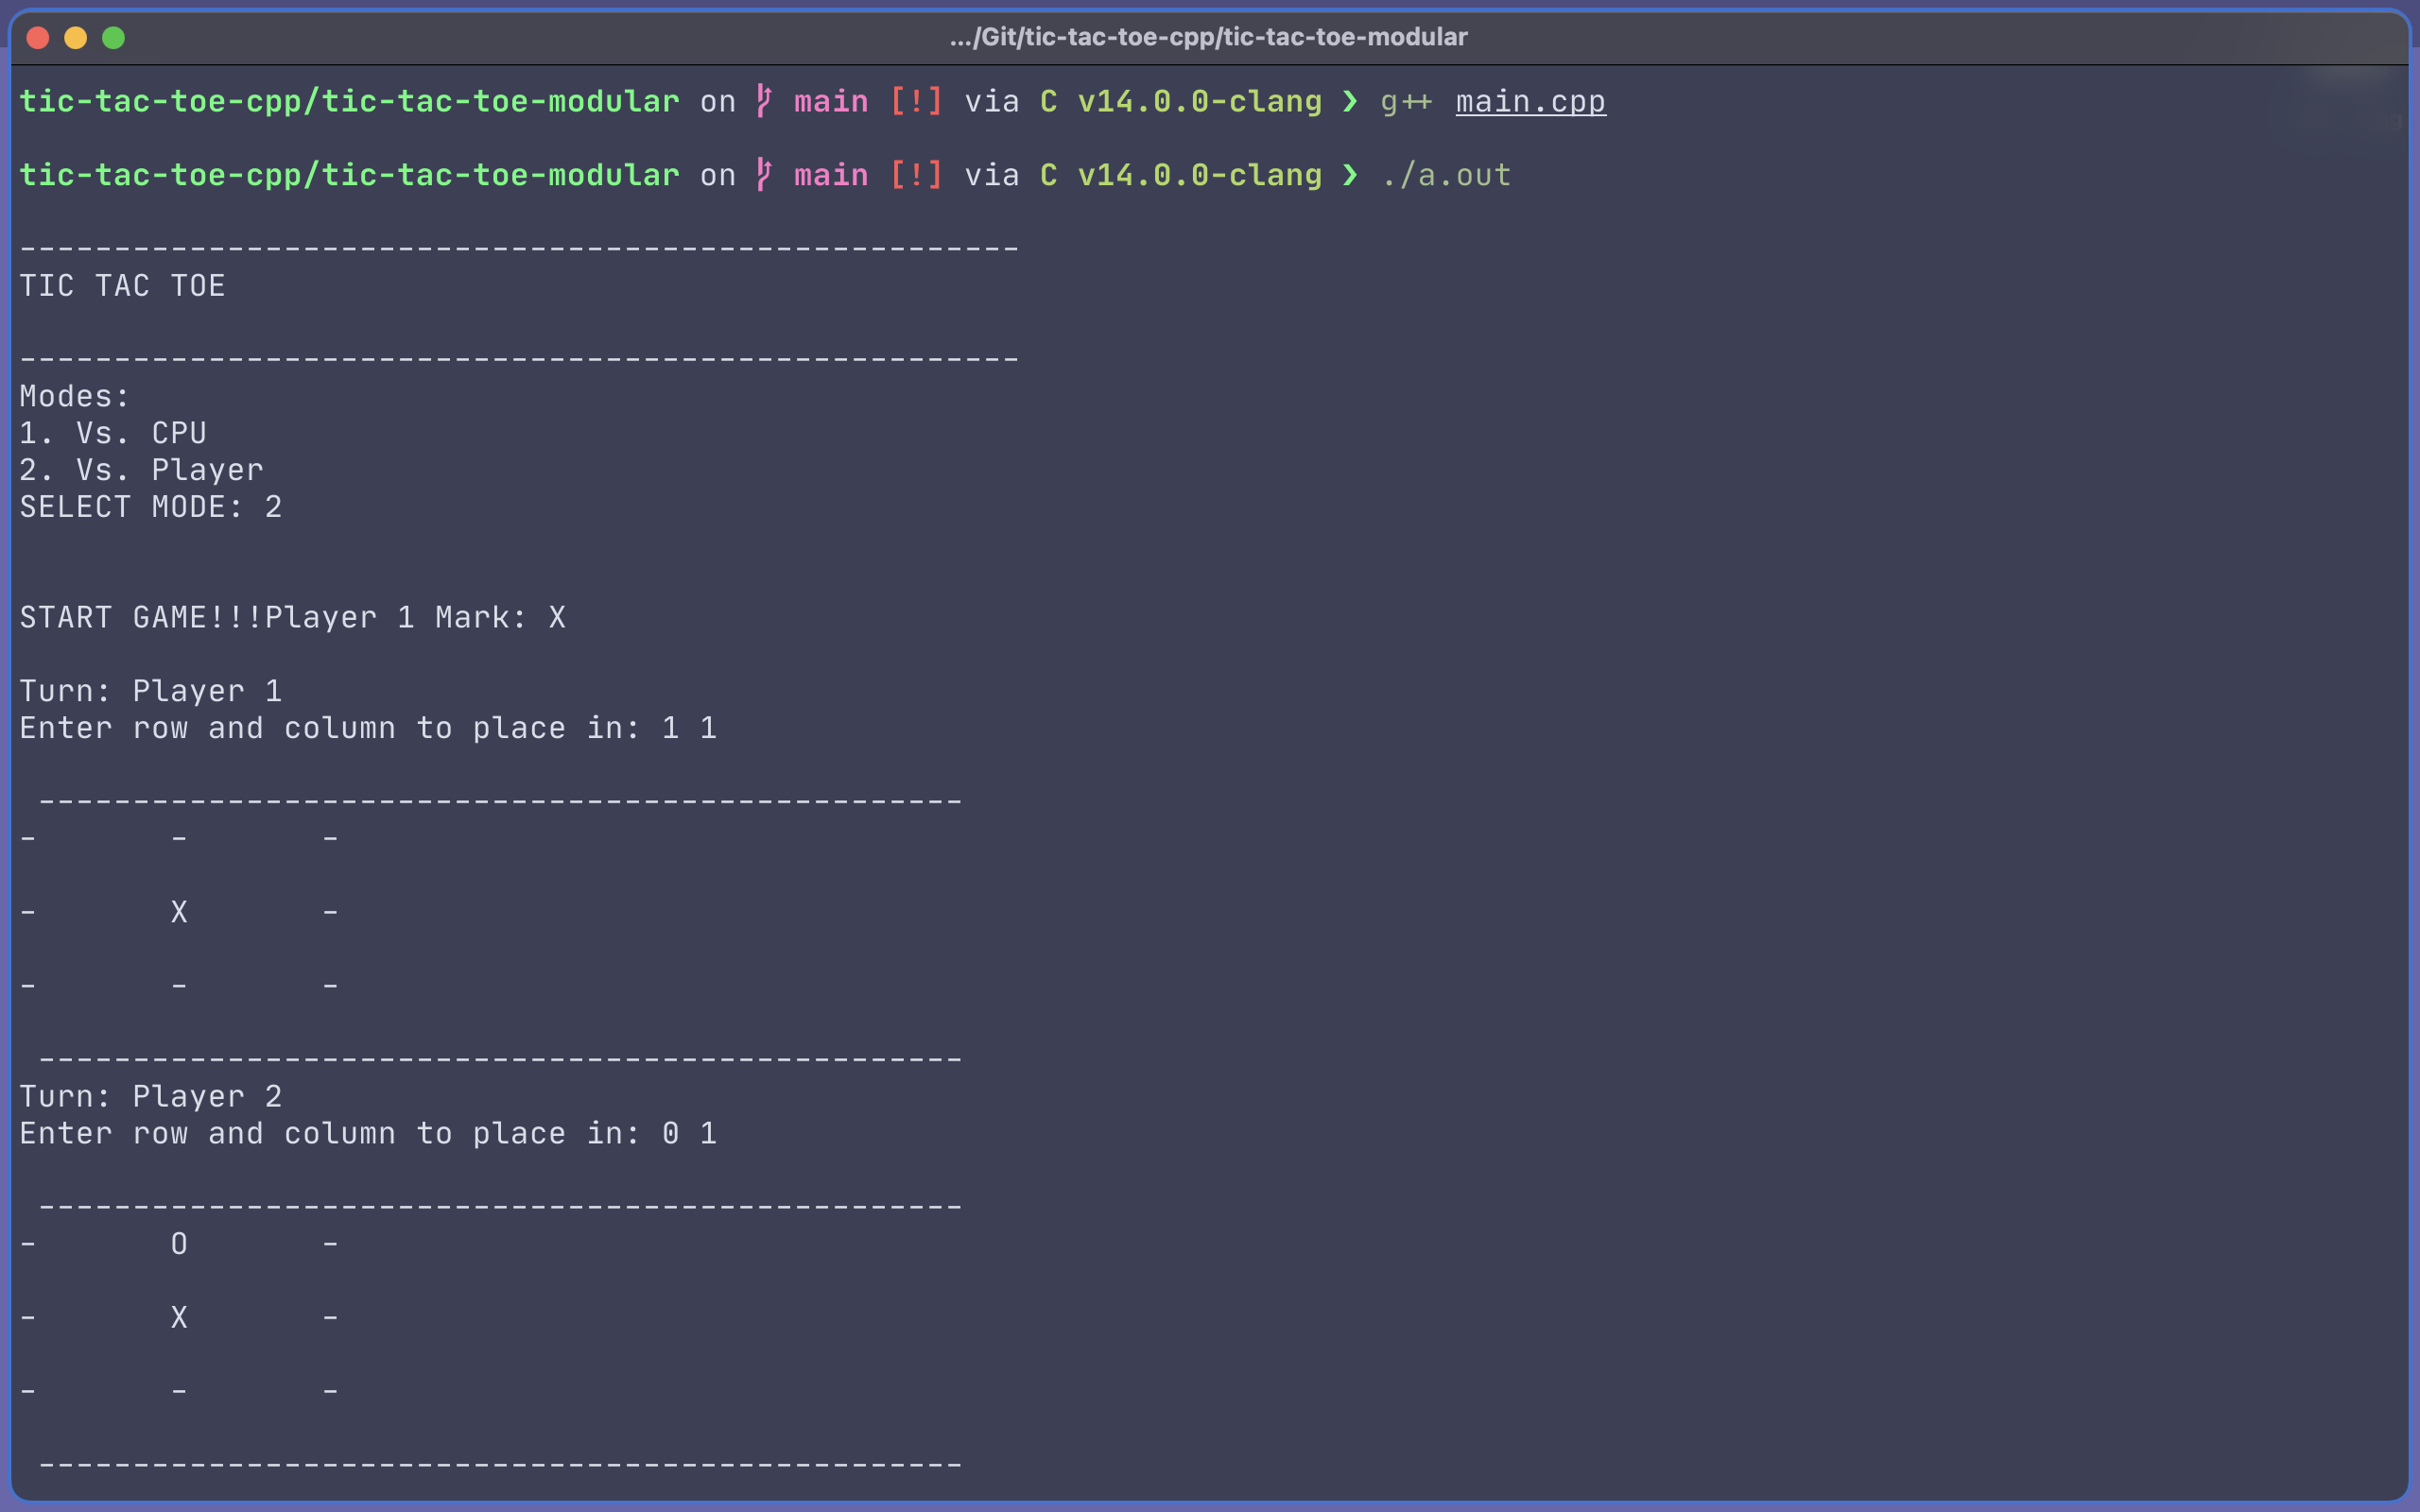 .../Git/tic-tac-toe-cpp/tic-tac-toe-modular
tic-tac-toe-cpp/tic-tac-toe-modular on main [!] via C v14.0.0-clang ❯ g++ main.cpp
tic-tac-toe-cpp/tic-tac-toe-modular on main [!] via C v14.0.0-clang ❯ ./a.out
-----------------------------------------------------
TIC TAC TOE
-----------------------------------------------------
Modes:
1. Vs. CPU
2. Vs. Player
SELECT MODE: 2
START GAME!!!Player 1 Mark: X
Turn: Player 1
Enter row and column to place in: 1 1
-------------------------------------------------
- - -
- X -
- - -
-------------------------------------------------
Turn: Player 2
Enter row and column to place in: 0 1
-------------------------------------------------
- O -
- X -
- - -
-------------------------------------------------